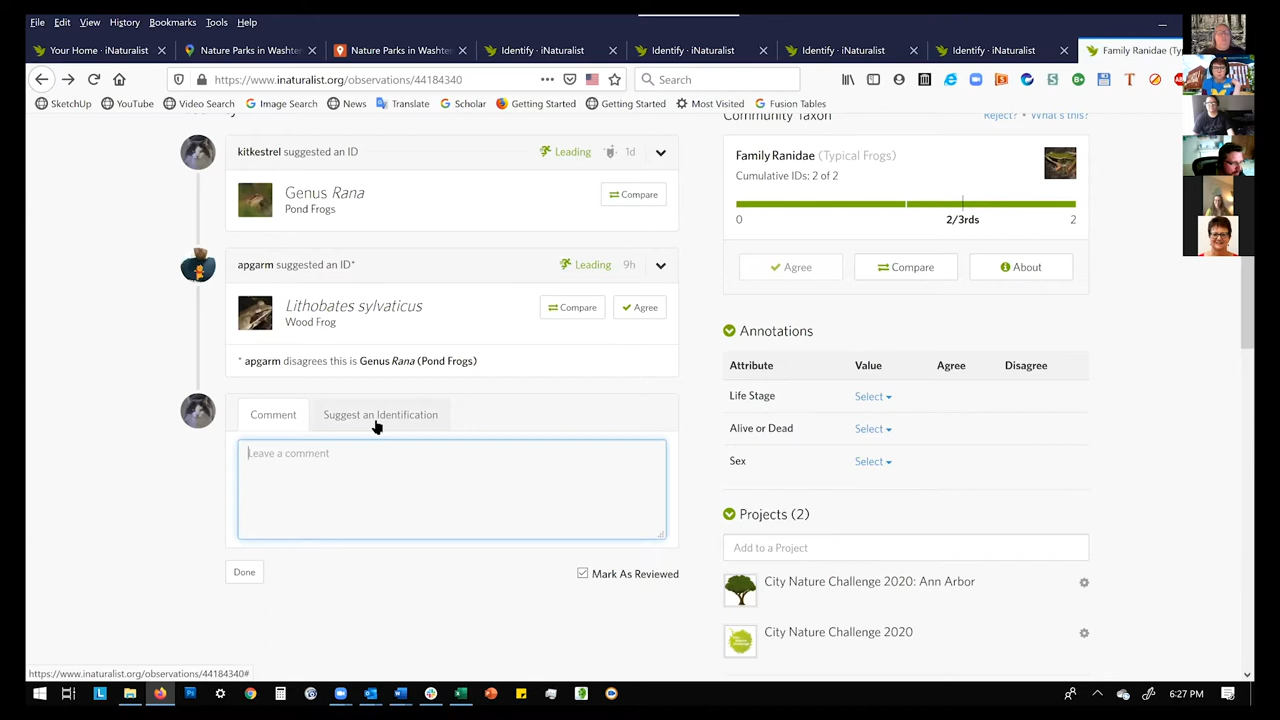 File Edit View History Bookmarks Tools Help
Your Home · iNaturalist × Nature Parks in Washten × Nature Parks in Washten × Identify · iNaturalist × Identify · iNaturalist × Identify · iNaturalist × Identify · iNaturalist × Family Ranidae (Ty
https://www.inaturalist.org/observations/44184340 Search
SketchUp YouTube Video Search Image Search News Translate Scholar Getting Started Getting Started Most Visited Fusion Tables
Community Taxon Reject? • What's this?
kitkestrel suggested an ID Leading 1d
Genus Rana
Pond Frogs
Compare
apgarm suggested an ID* Leading 9h
Lithobates sylvaticus
Wood Frog
Compare Agree
* apgarm disagrees this is Genus Rana (Pond Frogs)
Comment Suggest an Identification
Leave a comment
Done Mark As Reviewed
Family Ranidae (Typical Frogs)
Cumulative IDs: 2 of 2
0 2/3rds 2
Agree Compare About
Annotations
Attribute Value Agree Disagree
Life Stage Select
Alive or Dead Select
Sex Select
Projects (2)
Add to a Project
City Nature Challenge 2020: Ann Arbor
City Nature Challenge 2020
https://www.inaturalist.org/observations/44184340#
6:27 PM